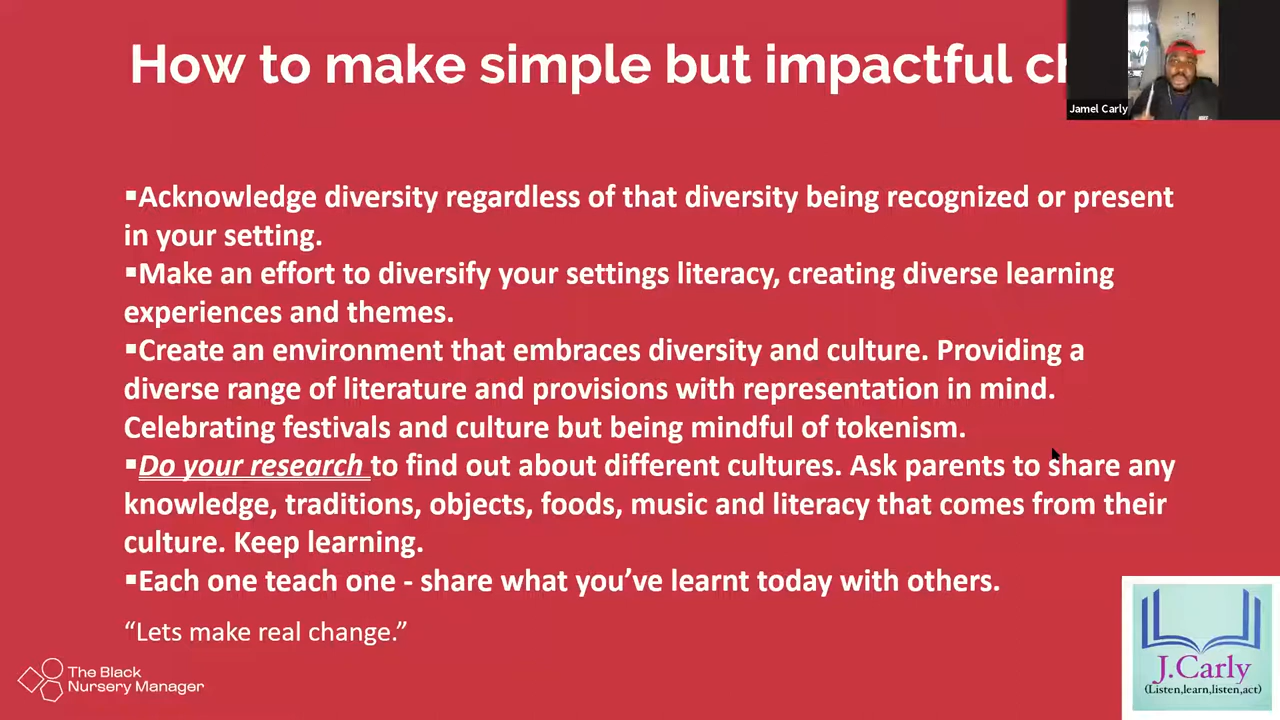 How to make simple but impactful
Jamel Carly
▪Acknowledge diversity regardless of that diversity being recognized or present
in your setting.
▪Make an effort to diversify your settings literacy, creating diverse learning
experiences and themes.
▪Create an environment that embraces diversity and culture. Providing a
diverse range of literature and provisions with representation in mind.
Celebrating festivals and culture but being mindful of tokenism.
▪Do your research to find out about different cultures. Ask parents to share any
knowledge, traditions, objects, foods, music and literacy that comes from their
culture. Keep learning.
▪Each one teach one - share what you’ve learnt today with others.
“Lets make real change.”
The Black
Nursery Manager
J.Carly
(Listen,learn,listen,act)